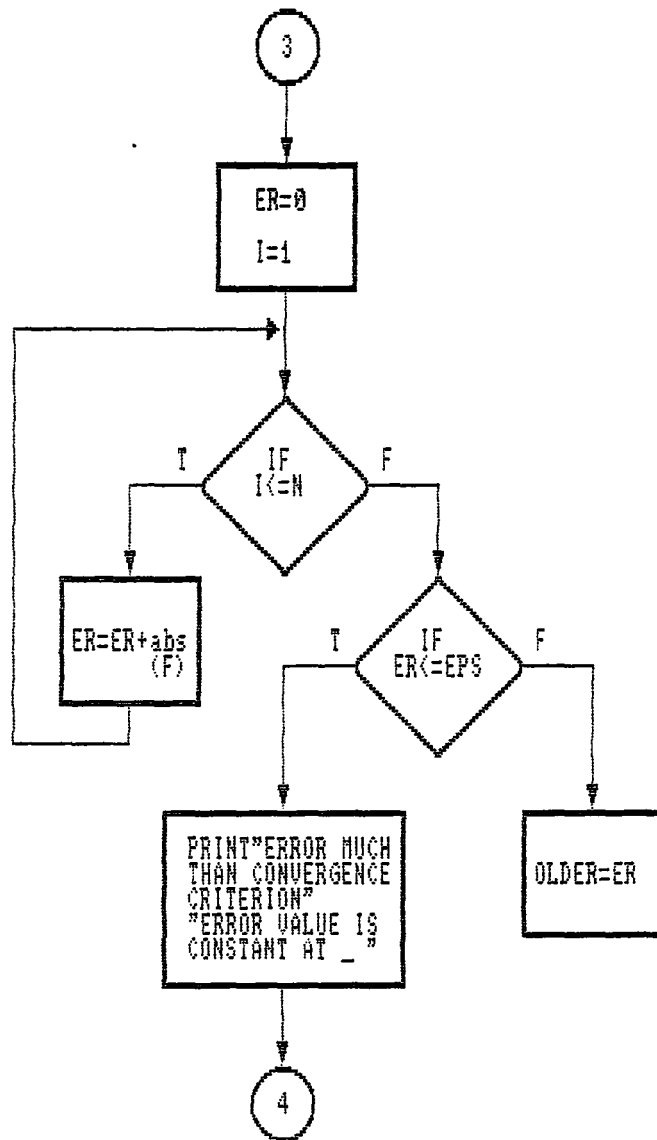 3
ER=0
I=1
T
IF
I<=N
F
ER=ER+abs
(F)
T
IF
ER<=EPS
F
PRINT"ERROR MUCH
THAN CONVERGENCE
CRITERION"
"ERROR VALUE IS
CONSTANT AT _ "
OLDER=ER
4